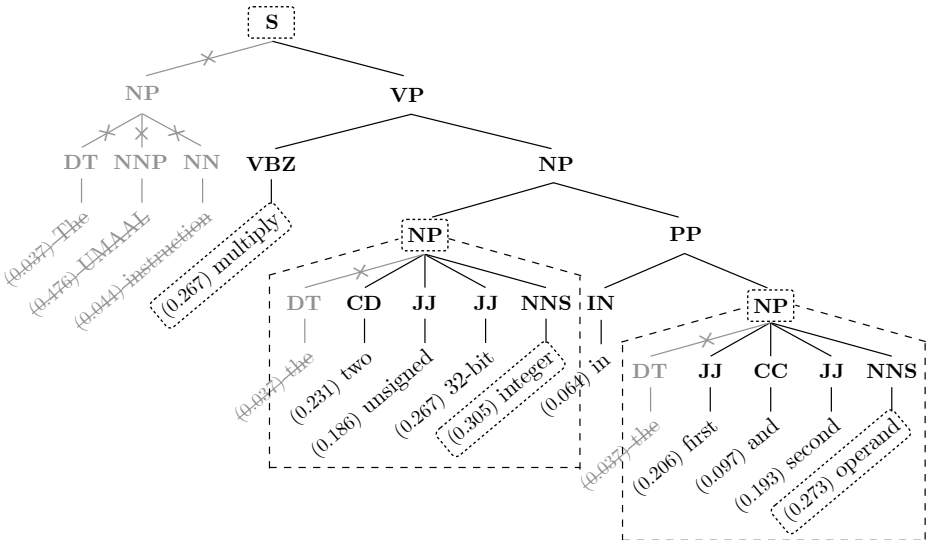 S
NP VP
DT NNP NN VBZ NP
(0.037) The (0.476) UMAAL (0.044) instruction (0.267) multiply
NP PP
DT CD JJ JJ NNS IN NP
(0.037) the (0.231) two (0.186) unsigned (0.267) 32-bit (0.305) integer (0.064) in
DT JJ CC JJ NNS
(0.037) the (0.206) first (0.097) and (0.193) second (0.273) operand